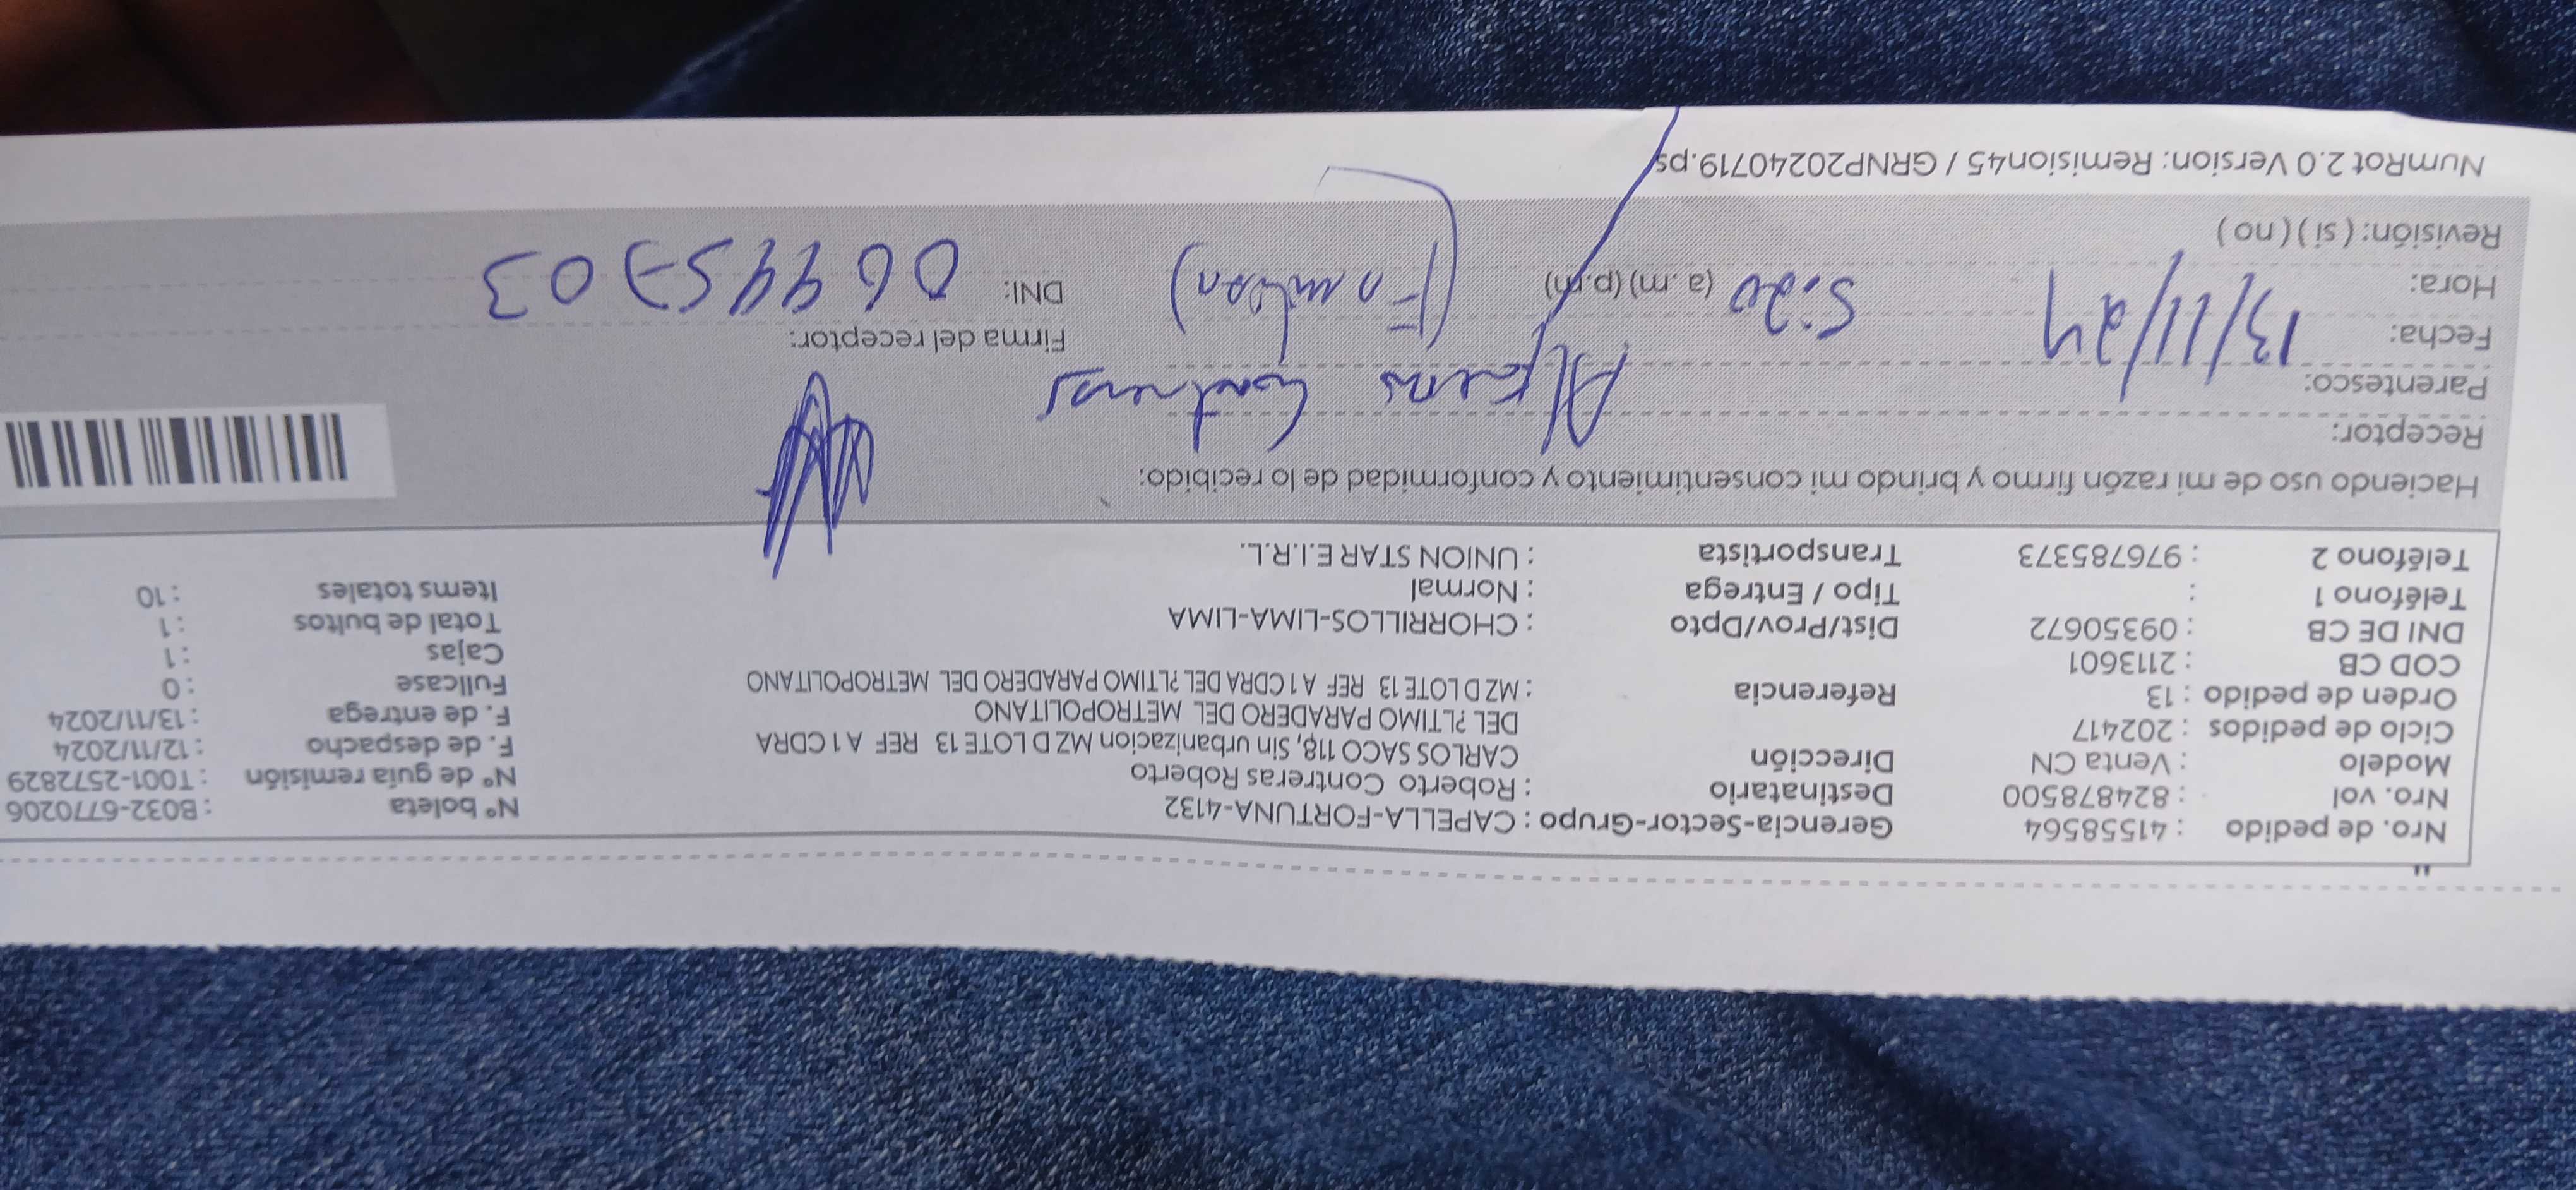 Nro. de pedido : 41558564 Gerencia-Sector-Grupo : CAPELLA-FORTUNA-4132 N° boleta : B032-6770206
Nro. vol : 824878500 Destinatario : Roberto Contreras Roberto N° de guía remisión : T001-2572829
Modelo : Venta CN Dirección CARLOS SACO 118, Sin urbanizacion MZ D LOTE 13 REF A 1 CDRA F. de despacho : 12/11/2024
Ciclo de pedidos : 202417 DEL ?LTIMO PARADERO DEL METROPOLITANO F. de entrega : 13/11/2024
Orden de pedido : 13 Referencia : MZ D LOTE 13 REF A 1 CDRA DEL ?LTIMO PARADERO DEL METROPOLITANO Fullcase : 0
COD CB : 2113601 Cajas : 1
DNI DE CB : 09350672 Dist/Prov/Dpto : CHORRILLOS-LIMA-LIMA Total de bultos : 1
Teléfono 1 : Tipo / Entrega : Normal Items totales : 10
Teléfono 2 : 976785373 Transportista : UNION STAR E.I.R.L.
Haciendo uso de mi razón firmo y brindo mi consentimiento y conformidad de lo recibido:
Receptor:
Parentesco: Contreras
Fecha: 13/11/24 Firma del receptor:
Hora: 5:20 (a.m) (p.m) DNI: 06445703
Revisión: ( si ) ( no )
NumRot 2.0 Version: Remision45 / GRNP20240719.ps